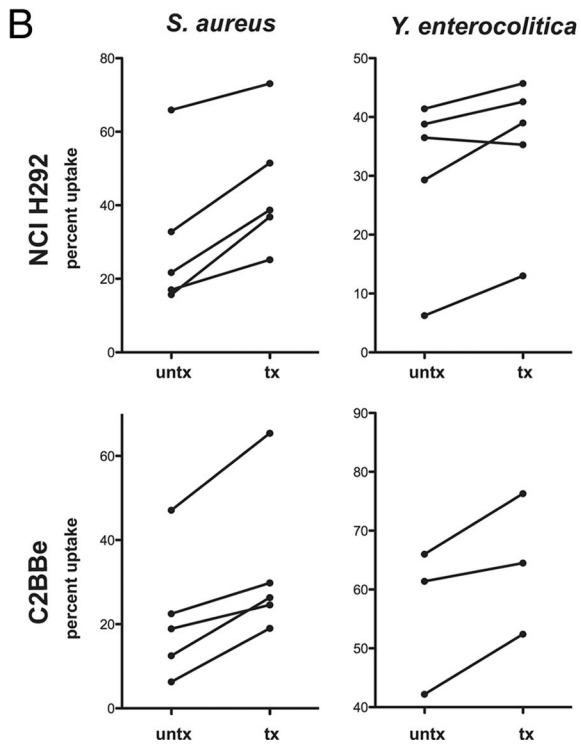 B
S. aureus
Y. enterocolitica
NCI H292
percent uptake
80
60
40
20
0
untx
tx
50
40
30
20
10
0
untx
tx
C2BBe
percent uptake
60
40
20
0
untx
tx
90
80
70
60
50
40
untx
tx